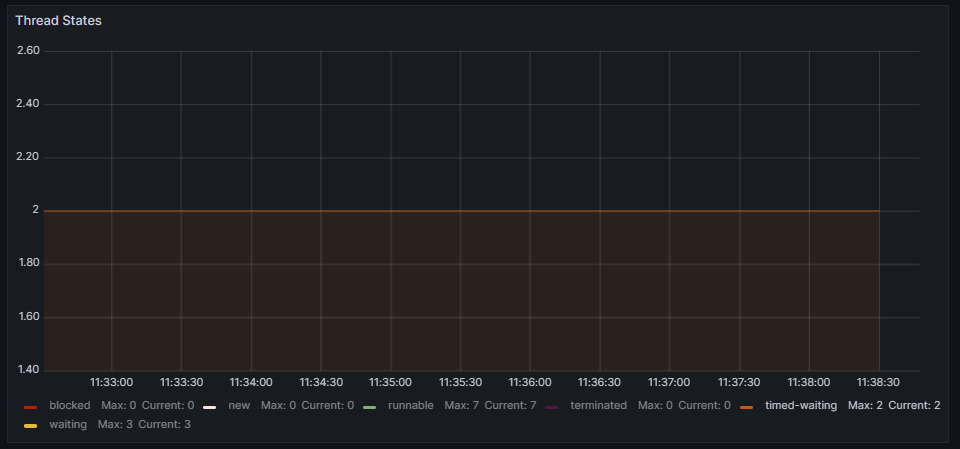 Thread States
2.60
2.40
2.20
2
1.80
1.60
1.40
11:33:00 11:33:30 11:34:00 11:34:30 11:35:00 11:35:30 11:36:00 11:36:30 11:37:00 11:37:30 11:38:00 11:38:30
blocked Max: 0 Current: 0 new Max: 0 Current: 0 runnable Max: 7 Current: 7 terminated Max: 0 Current: 0 timed-waiting Max: 2 Current: 2
waiting Max: 3 Current: 3